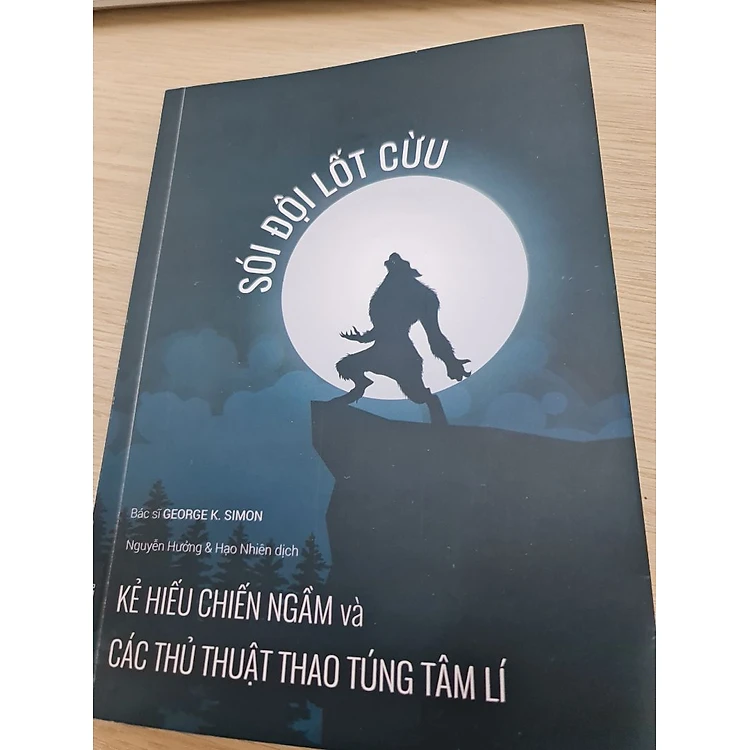 SÓI ĐỘI LỐT CỪU
Bác sĩ GEORGE K. SIMON
Nguyễn Hưởng & Hạo Nhiên dịch
KẺ HIẾU CHIẾN NGẦM và
CÁC THỦ THUẬT THAO TÚNG TÂM LÍ